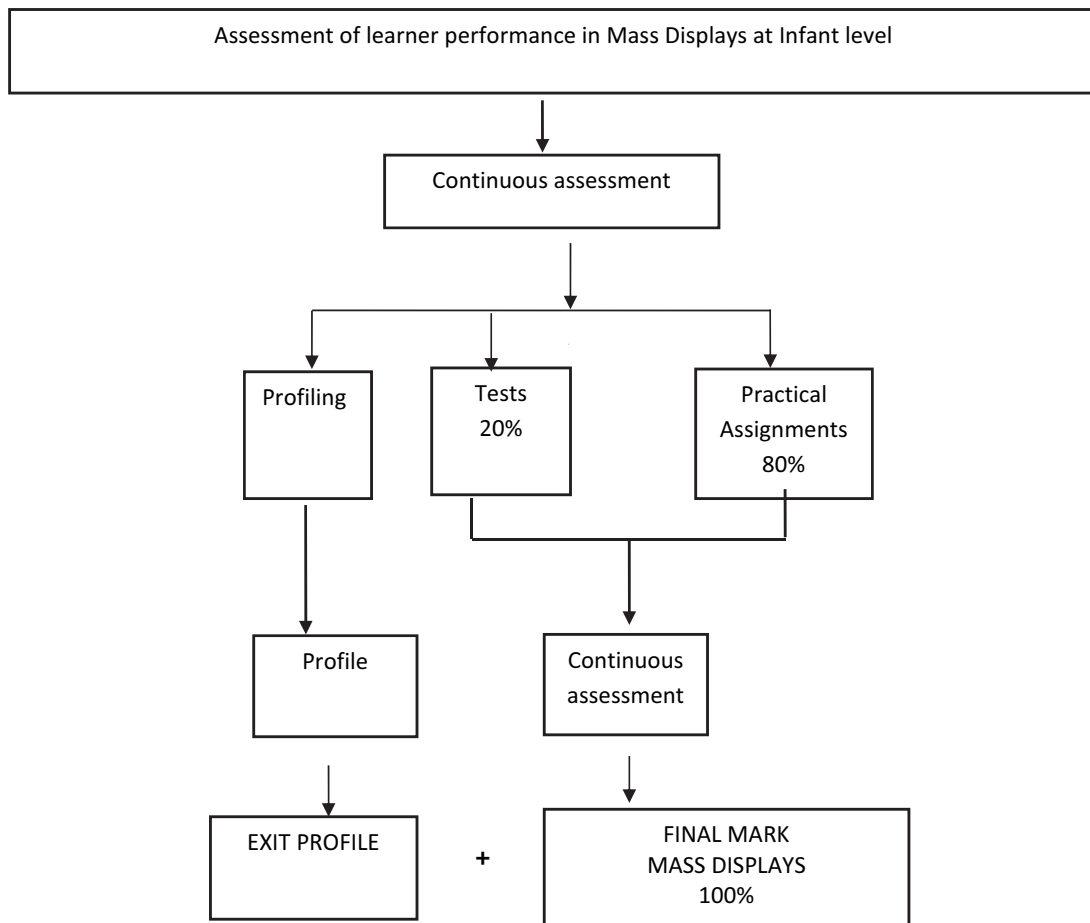 Assessment of learner performance in Mass Displays at Infant level
Continuous assessment
Profiling
Tests
20%
Practical
Assignments
80%
Profile
Continuous
assessment
EXIT PROFILE
+
FINAL MARK
MASS DISPLAYS
100%